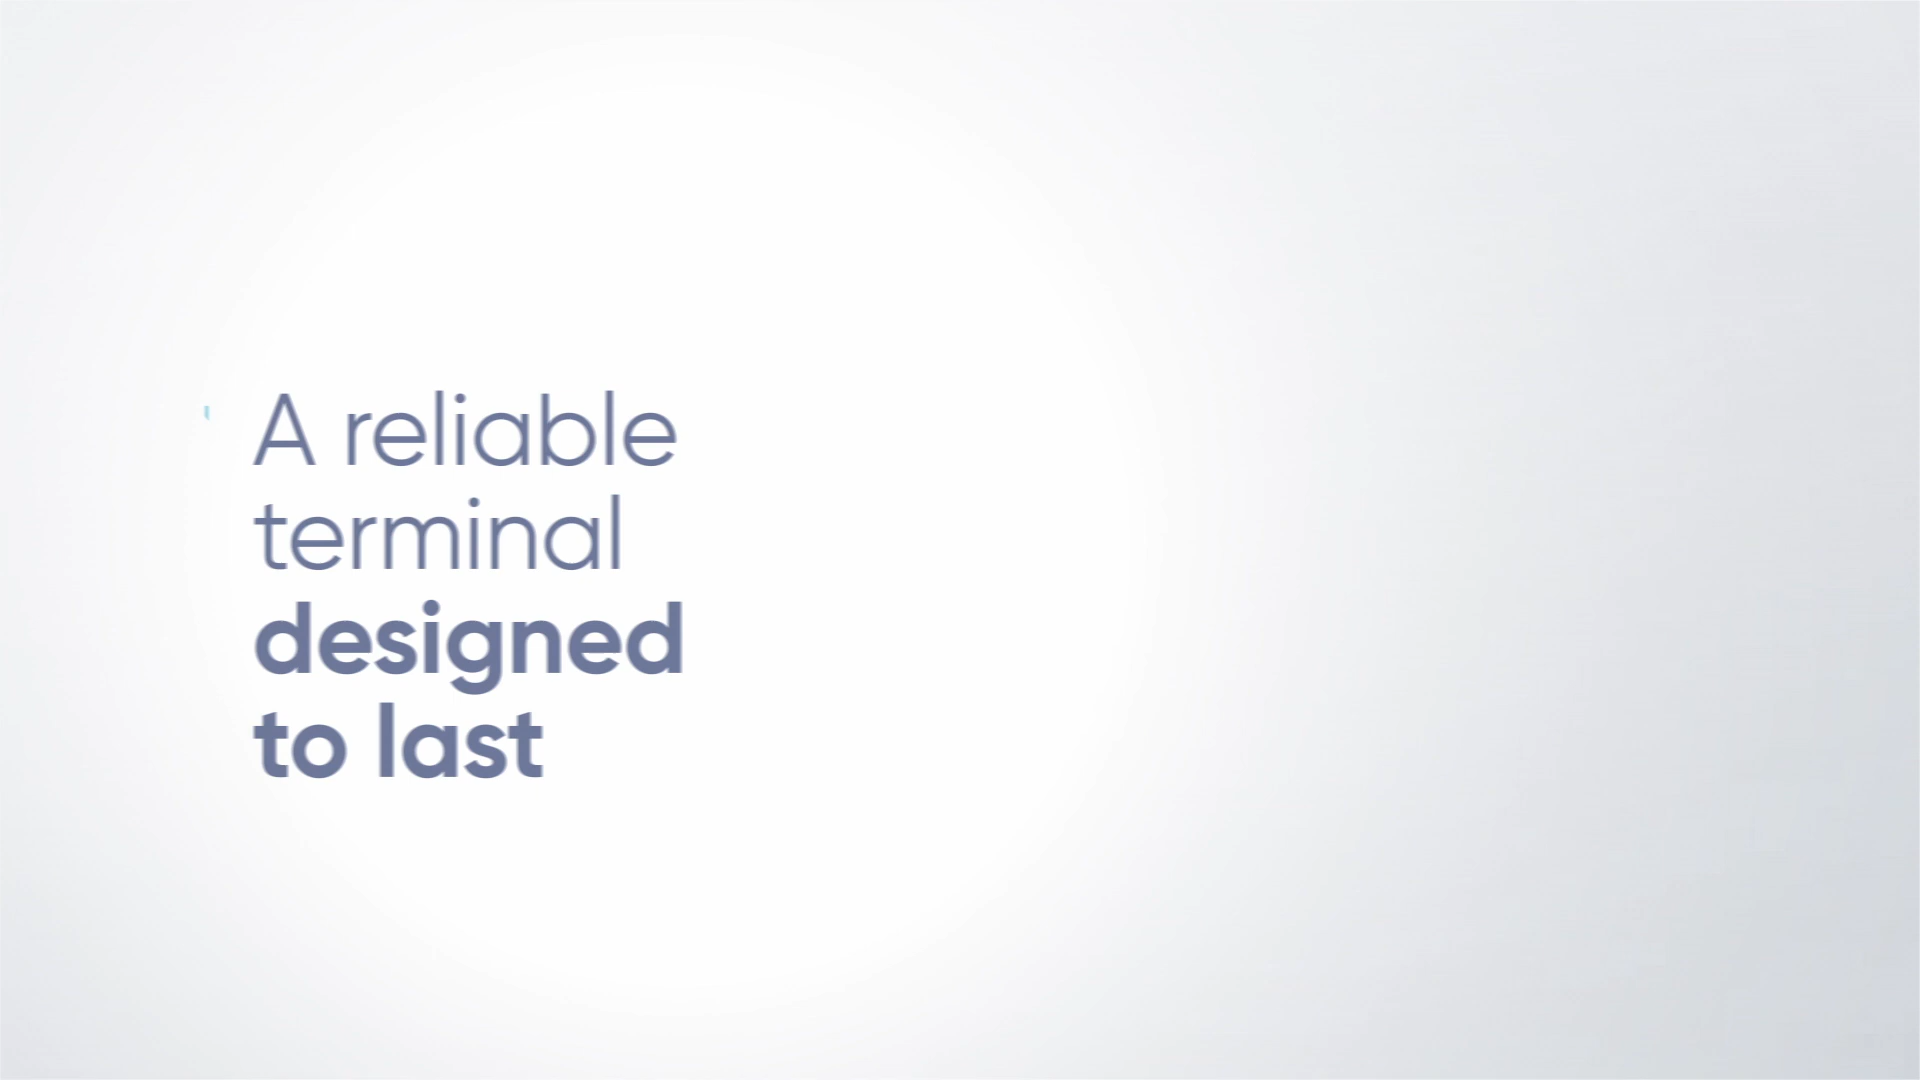 A reliable
terminal
designed
to last